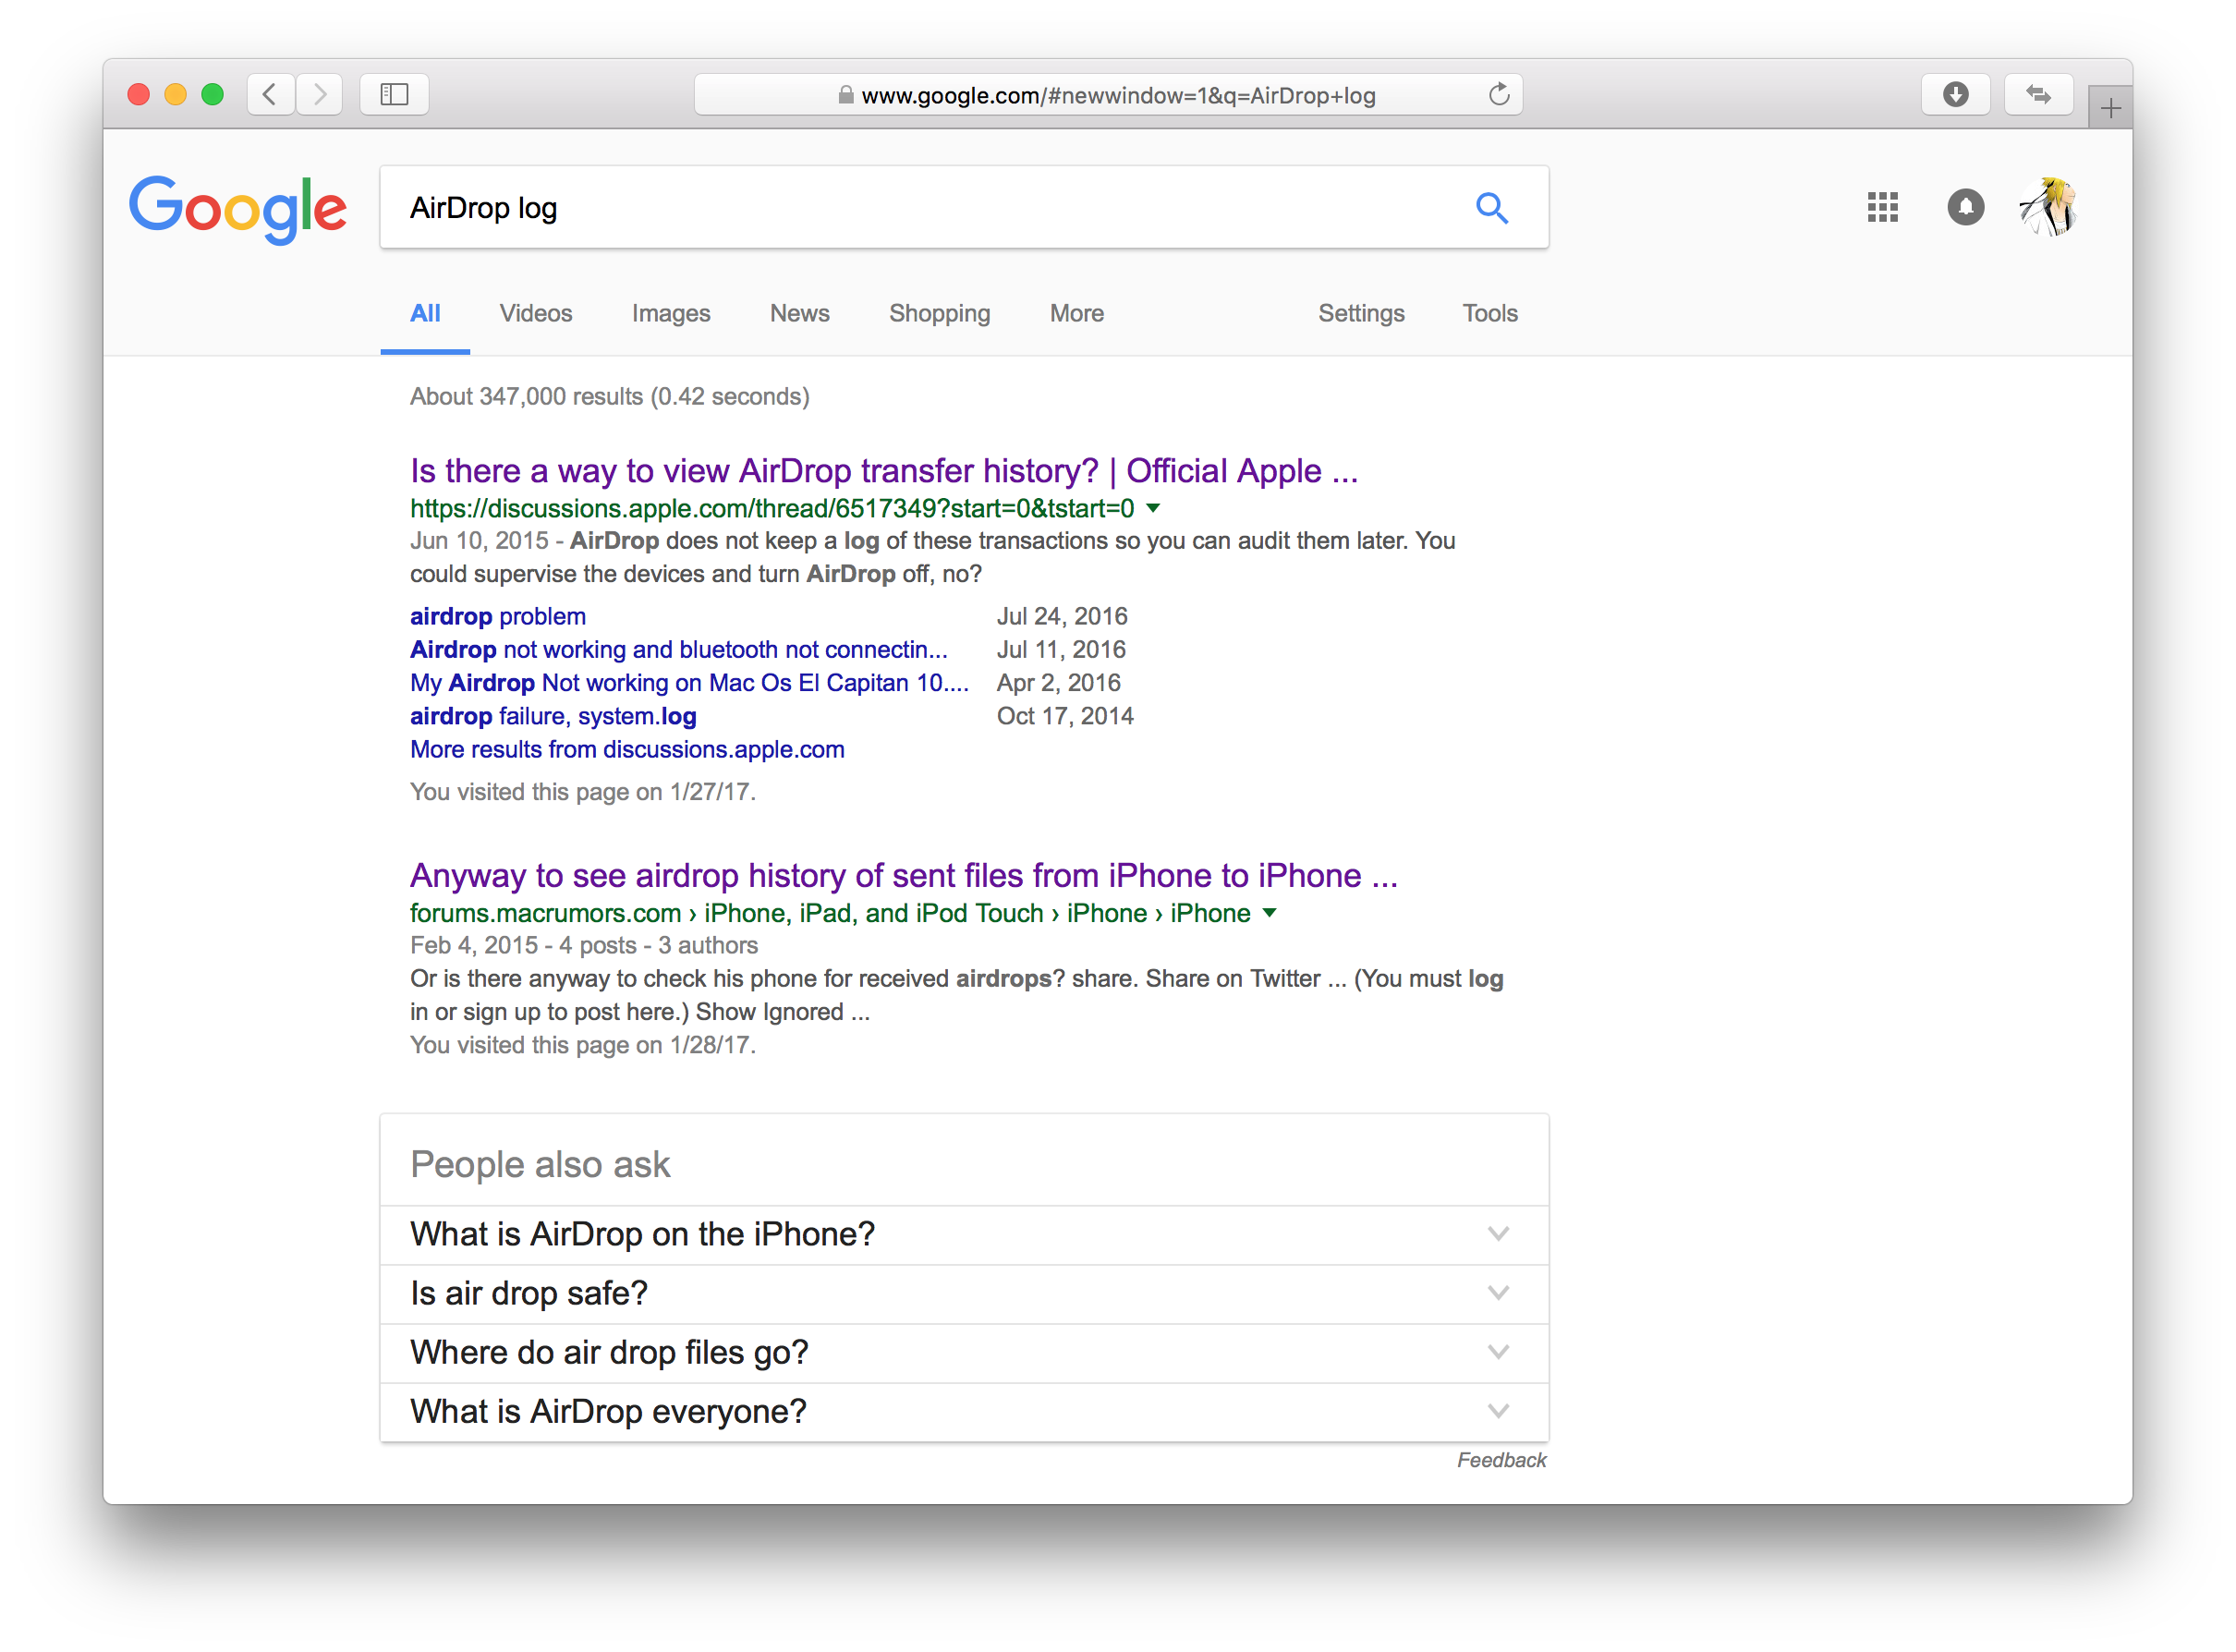 www.google.com/#newwindow=1&q=AirDrop+log
Google
AirDrop log
All Videos Images News Shopping More Settings Tools
About 347,000 results (0.42 seconds)
Is there a way to view AirDrop transfer history? | Official Apple ...
https://discussions.apple.com/thread/6517349?start=0&tstart=0
Jun 10, 2015 - AirDrop does not keep a log of these transactions so you can audit them later. You
could supervise the devices and turn AirDrop off, no?
airdrop problem Jul 24, 2016
Airdrop not working and bluetooth not connectin... Jul 11, 2016
My Airdrop Not working on Mac Os El Capitan 10.... Apr 2, 2016
airdrop failure, system.log Oct 17, 2014
More results from discussions.apple.com
You visited this page on 1/27/17.
Anyway to see airdrop history of sent files from iPhone to iPhone ...
forums.macrumors.com › iPhone, iPad, and iPod Touch › iPhone › iPhone
Feb 4, 2015 - 4 posts - 3 authors
Or is there anyway to check his phone for received airdrops? share. Share on Twitter ... (You must log
in or sign up to post here.) Show Ignored ...
You visited this page on 1/28/17.
People also ask
What is AirDrop on the iPhone?
Is air drop safe?
Where do air drop files go?
What is AirDrop everyone?
Feedback